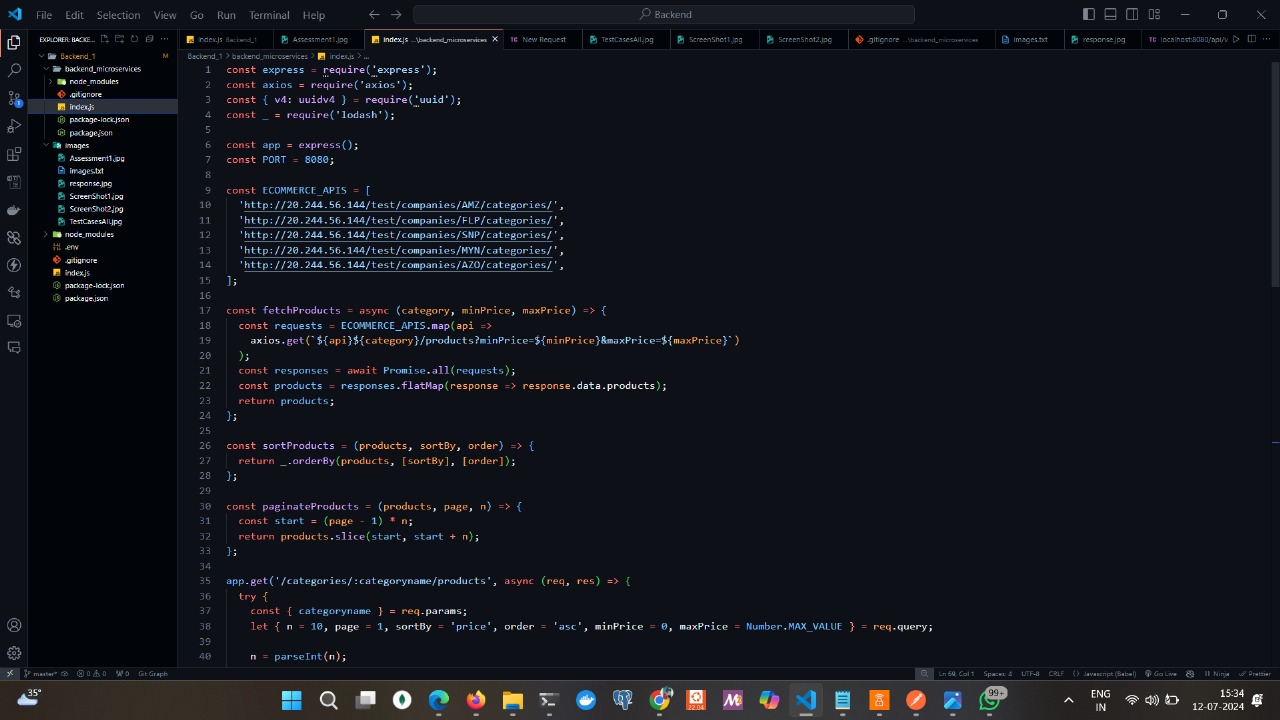 File Edit Selection View Go Run Terminal Help
Backend
EXPLORER: BACKE...
index.js Backend_1
Assessment1.jpg
index.js ...\backend_microservices
New Request
TestCasesAll.jpg
ScreenShot1.jpg
ScreenShot2.jpg
.gitignore ...\backend_microservices
images.txt
response.jpg
localhost:8080/api/v
Backend_1 > backend_microservices > index.js > ...
Backend_1 M
backend_microservices
node_modules
.gitignore
index.js
package-lock.json
package.json
images
Assessment1.jpg
images.txt
response.jpg
ScreenShot1.jpg
ScreenShot2.jpg
TestCasesAll.jpg
node_modules
.env
.gitignore
index.js
package-lock.json
package.json
1 const express = require('express');
2 const axios = require('axios');
3 const { v4: uuidv4 } = require('uuid');
4 const _ = require('lodash');
5
6 const app = express();
7 const PORT = 8080;
8
9 const ECOMMERCE_APIS = [
10 'http://20.244.56.144/test/companies/AMZ/categories/',
11 'http://20.244.56.144/test/companies/FLP/categories/',
12 'http://20.244.56.144/test/companies/SNP/categories/',
13 'http://20.244.56.144/test/companies/MYN/categories/',
14 'http://20.244.56.144/test/companies/AZO/categories/',
15 ];
16
17 const fetchProducts = async (category, minPrice, maxPrice) => {
18 const requests = ECOMMERCE_APIS.map(api =>
19 axios.get(`${api}${category}/products?minPrice=${minPrice}&maxPrice=${maxPrice}`)
20 );
21 const responses = await Promise.all(requests);
22 const products = responses.flatMap(response => response.data.products);
23 return products;
24 };
25
26 const sortProducts = (products, sortBy, order) => {
27 return _.orderBy(products, [sortBy], [order]);
28 };
29
30 const paginateProducts = (products, page, n) => {
31 const start = (page - 1) * n;
32 return products.slice(start, start + n);
33 };
34
35 app.get('/categories/:categoryname/products', async (req, res) => {
36 try {
37 const { categoryname } = req.params;
38 let { n = 10, page = 1, sortBy = 'price', order = 'asc', minPrice = 0, maxPrice = Number.MAX_VALUE } = req.query;
39
40 n = parseInt(n);
master* 0 0 0 Git Graph
Ln 69, Col 1 Spaces: 4 UTF-8 CRLF {} Javascript (Babel) Go Live Ninja Prettier
35°
22.04
99+
ENG
IN
15:34
12-07-2024